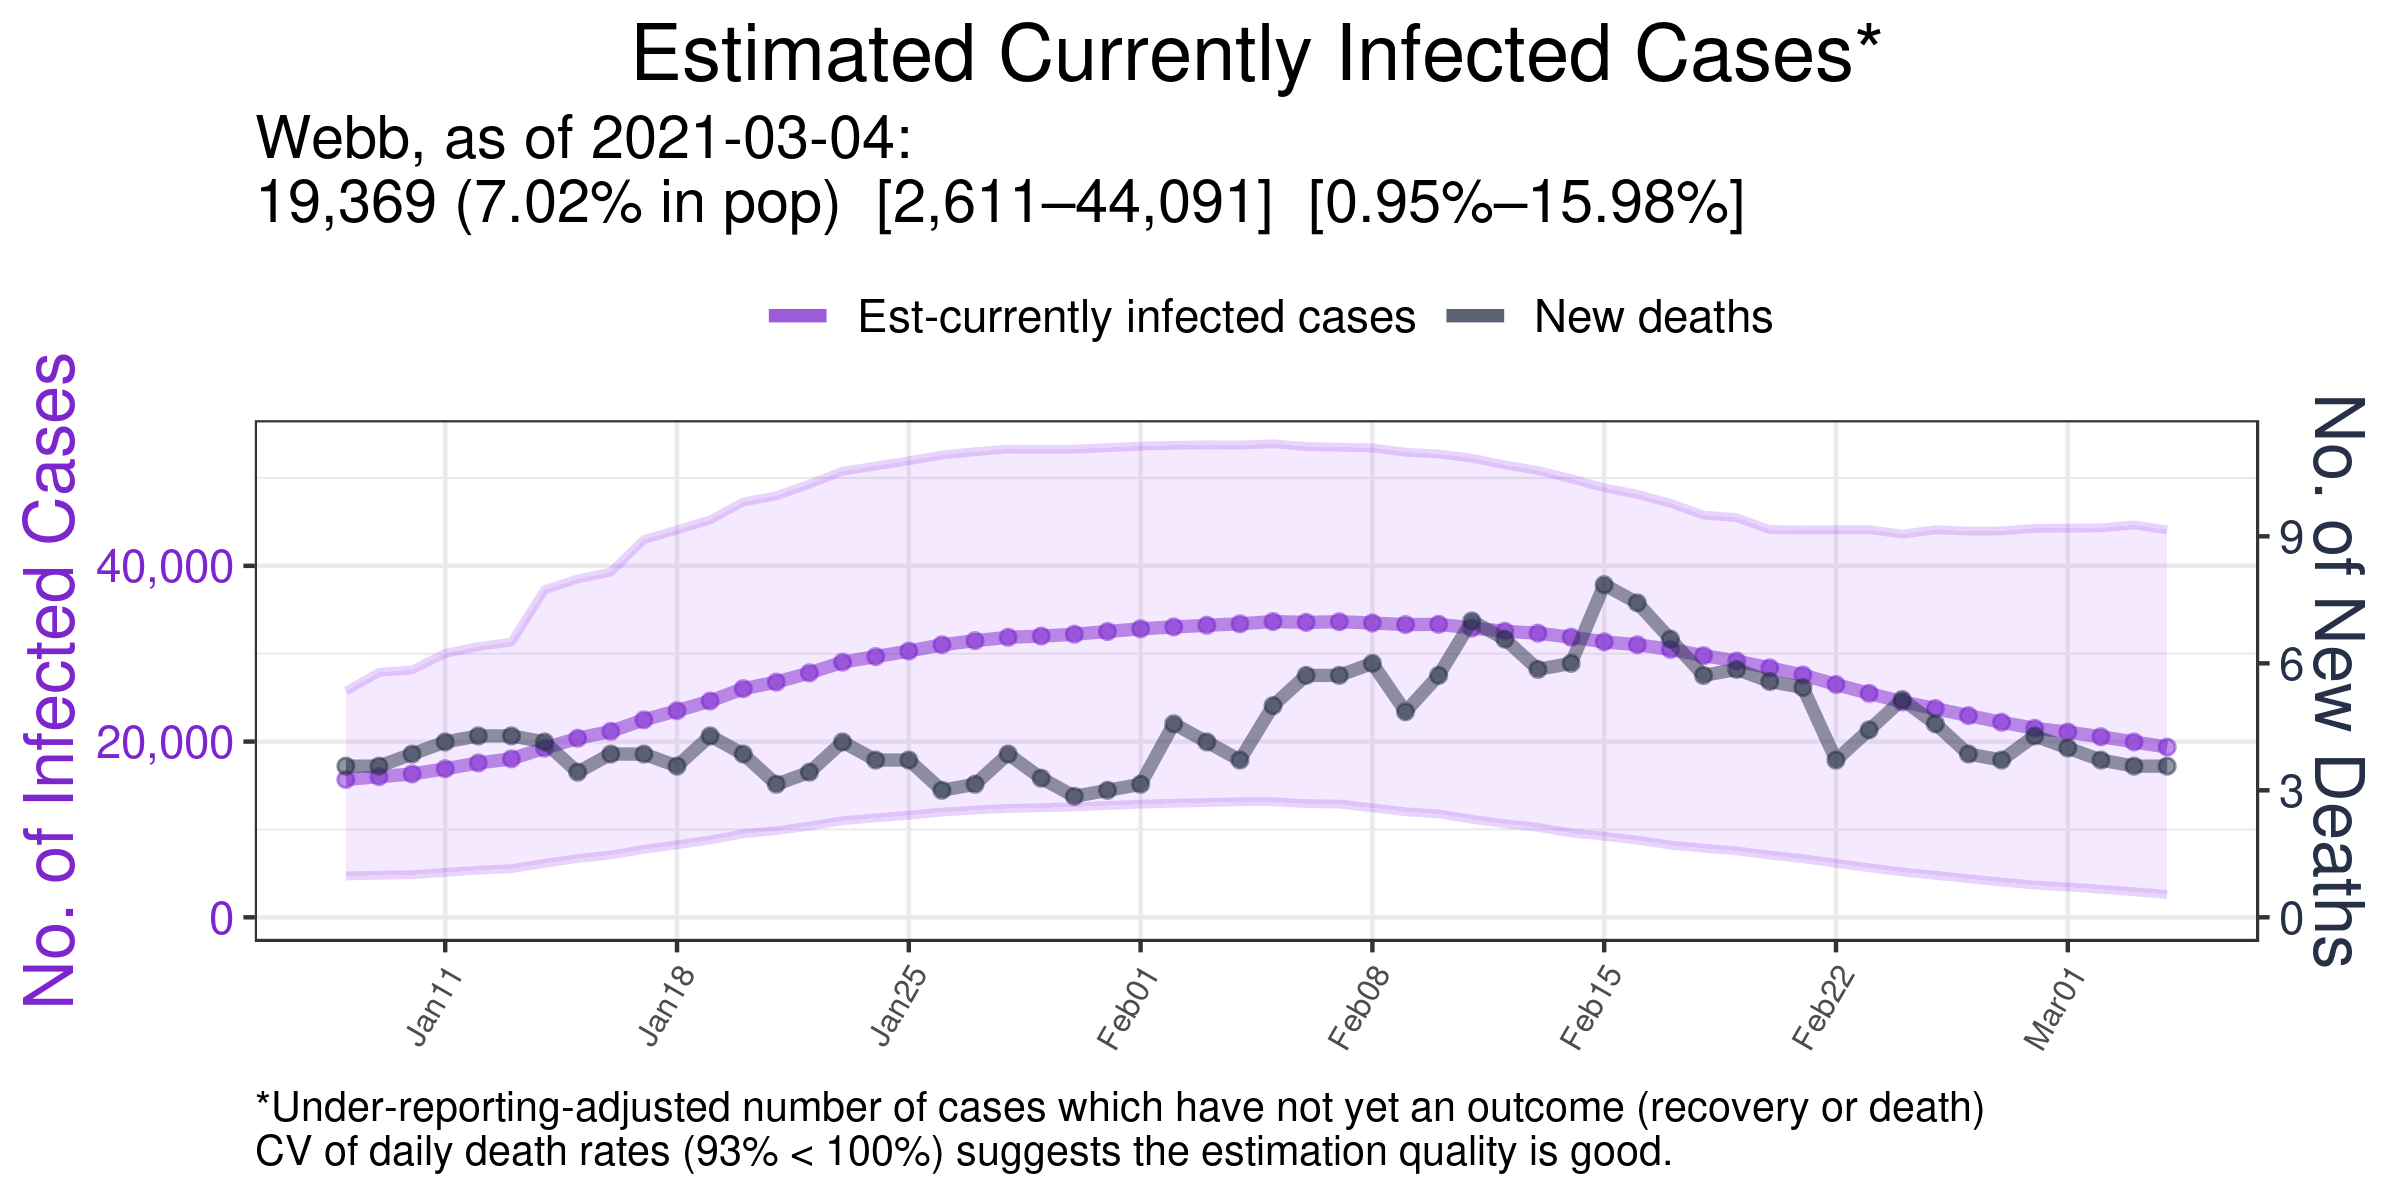 Estimated Currently Infected Cases*
Webb, as of 2021-03-04:
19,369 (7.02% in pop)  [2,611–44,091]  [0.95%–15.98%]
Est-currently infected cases
New deaths
No. of Infected Cases
40,000
20,000
0
No. of New Deaths
9
6
3
0
Jan11
Jan18
Jan25
Feb01
Feb08
Feb15
Feb22
Mar01
*Under-reporting-adjusted number of cases which have not yet an outcome (recovery or death)
CV of daily death rates (93% < 100%) suggests the estimation quality is good.